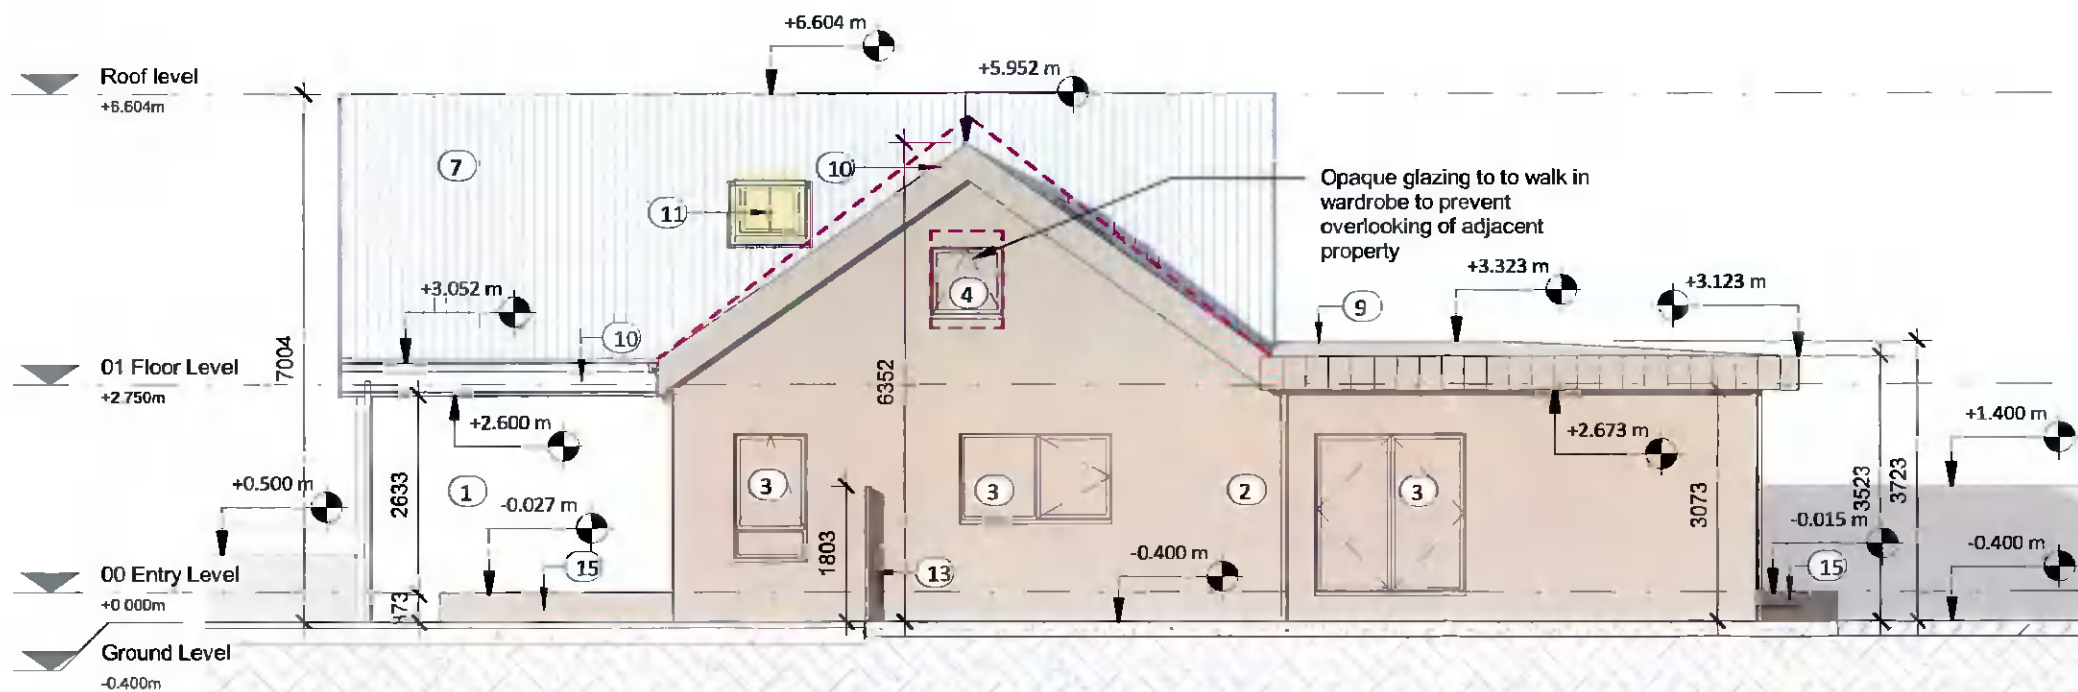 +6.604 m
+5.952 m
Roof level
+6.604m
7
10
11
Opaque glazing to to walk in
wardrobe to prevent
overlooking of adjacent
property
4
+3.052 m
+3.323 m
+3.123 m
9
10
7004
6352
01 Floor Level
+2.750m
+2.600 m
+2.673 m
+1.400 m
+0.500 m
2633
1
3
3
2
3
3073
3523
3723
-0.027 m
-0.015 m
1803
-0.400 m
-0.400 m
00 Entry Level
+0.000m
15
13
15
373
Ground Level
-0.400m